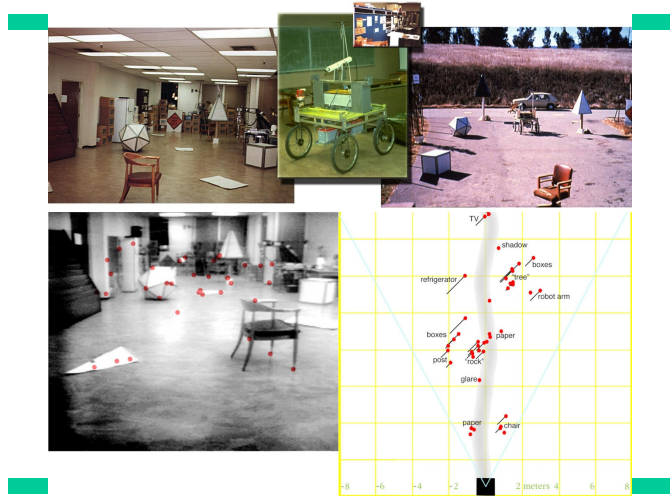 TV
shadow
boxes
"tree"
refrigerator
robot arm
boxes
paper
post
"rock"
glare
paper
chair
-8 -6 -4 -2 2 meters 4 6 8